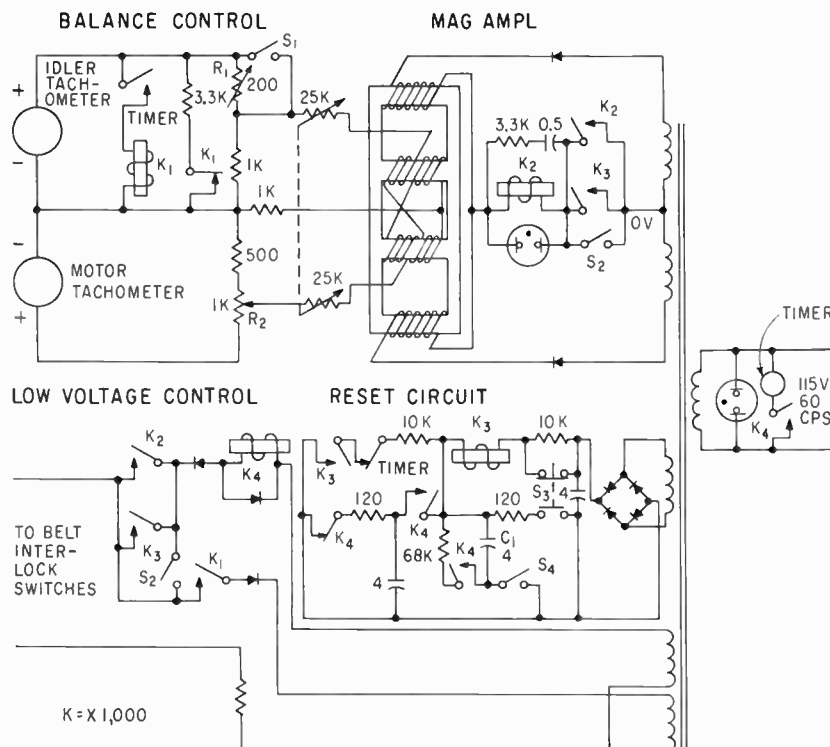 BALANCE CONTROL
MAG AMPL
IDLER
TACH-
OMETER
+
-
TIMER
K1
3.3K
K1
R1
200
S1
1K
1K
25K
-
MOTOR
TACHOMETER
+
500
1K
R2
25K
3.3K
0.5
K2
K2
K3
S2
0V
TIMER
115V
60
CPS
K4
LOW VOLTAGE CONTROL
RESET CIRCUIT
K2
K4
K3
S2
K1
TO BELT
INTER-
LOCK
SWITCHES
K3
TIMER
10K
K3
10K
120
K4
K4
120
S3
4
68K
K4
C1
4
S4
4
K=X 1,000